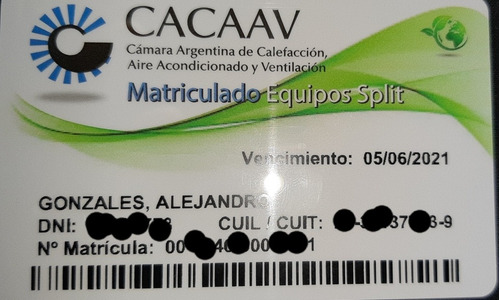 CACAAV
Cámara Argentina de Calefacción,
Aire Acondicionado y Ventilación
Matriculado Equipos Split
Vencimiento: 05/06/2021
GONZALES, ALEJANDRO
DNI: CUIL / CUIT:
Nº Matrícula: